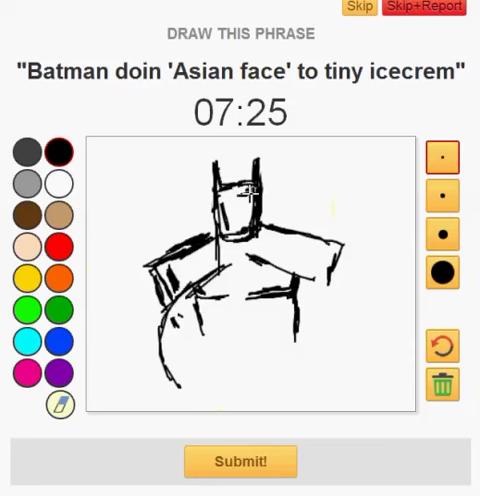 Skip Skip+Report
DRAW THIS PHRASE
"Batman doin 'Asian face' to tiny icecrem"
07:25
Submit!